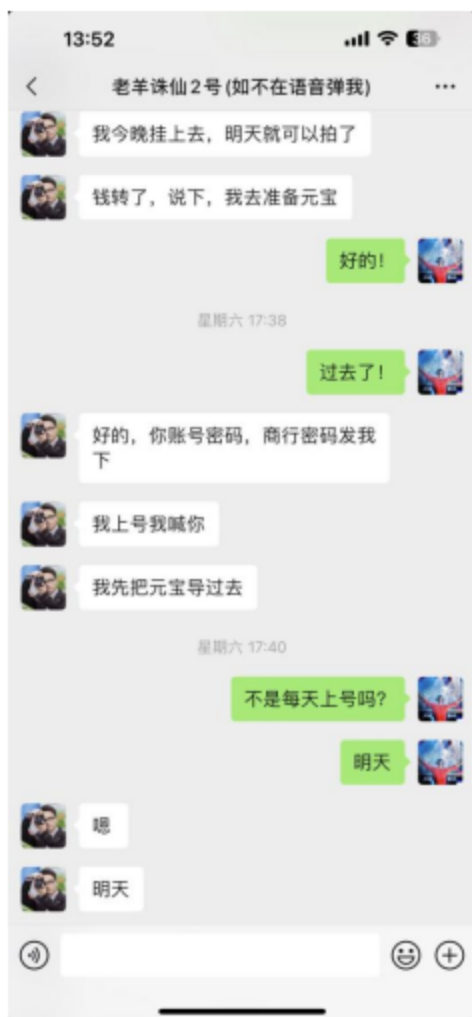 13:52
36
老羊诛仙2号(如不在语音弹我)
我今晚挂上去，明天就可以拍了
钱转了，说下，我去准备元宝
好的！
星期六 17:38
过去了！
好的，你账号密码，商行密码发我
下
我上号我喊你
我先把元宝导过去
星期六 17:40
不是每天上号吗？
明天
嗯
明天